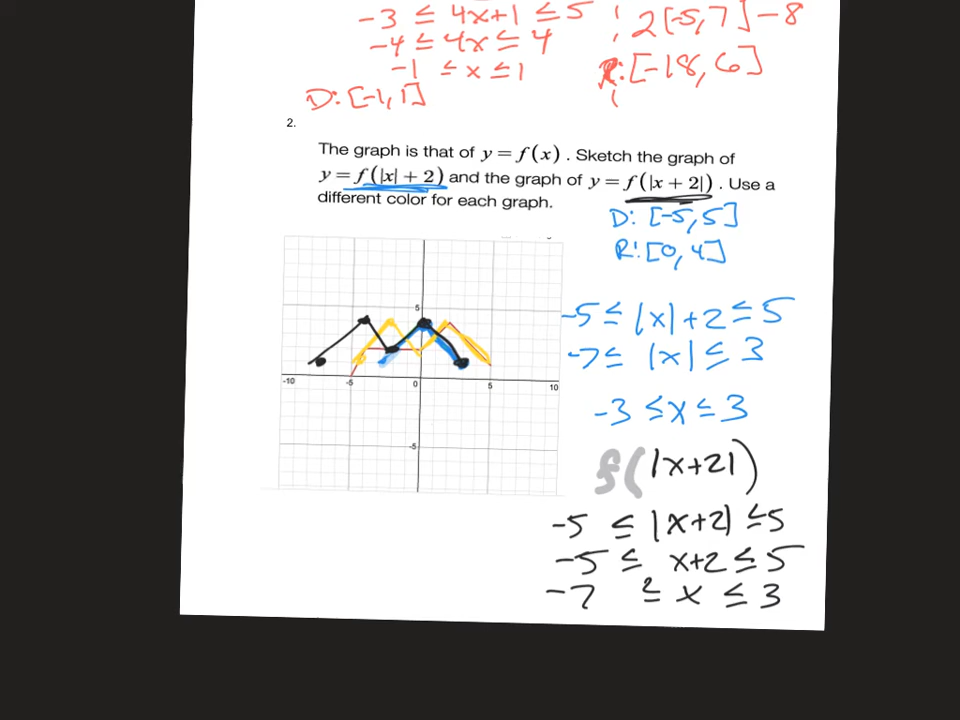 -3 ≤ 4x+1 ≤ 5
2[-5,7]-8
-4 ≤ 4x ≤ 4
-1 ≤ x ≤ 1
R: [-18, 6]
D: [-1, 1]
2.
The graph is that of y = f(x) . Sketch the graph of
y = f(|x| + 2) and the graph of y = f(|x + 2|) . Use a
different color for each graph.
D: [-5, 5]
R: [0, 4]
5
-10 -5 0 5 10
-5
-5 ≤ |x|+2 ≤ 5
-7 ≤ |x| ≤ 3
-3 ≤ x ≤ 3
f(|x+2|)
-5 ≤ |x+2| ≤ 5
-5 ≤ x+2 ≤ 5
-7 ≤ x ≤ 3